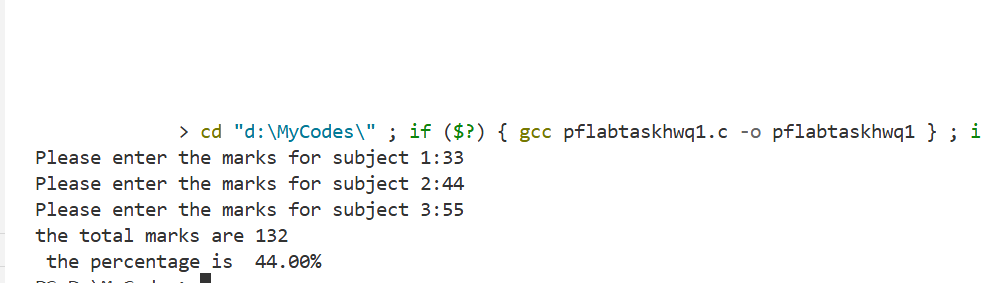 > cd "d:\MyCodes\" ; if ($?) { gcc pflabtaskhwq1.c -o pflabtaskhwq1 } ; i
Please enter the marks for subject 1:33
Please enter the marks for subject 2:44
Please enter the marks for subject 3:55
the total marks are 132
the percentage is  44.00%